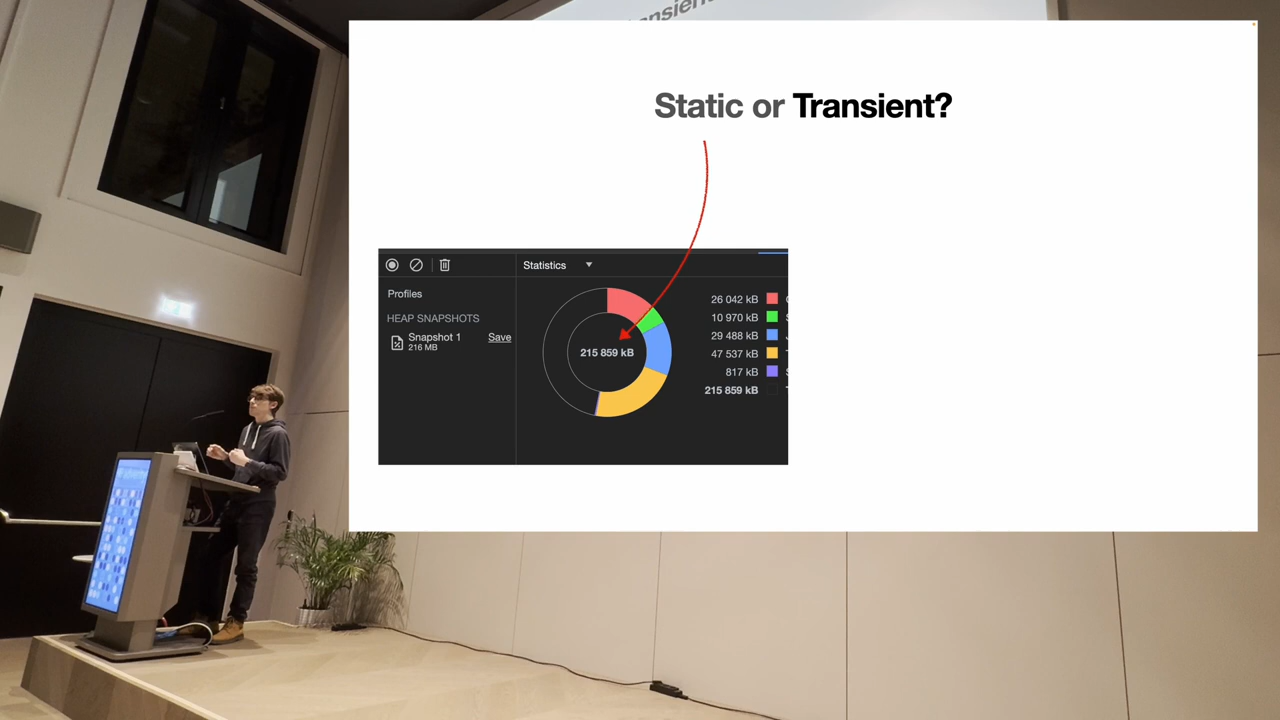 ransient
Static or Transient?
Statistics
Profiles
HEAP SNAPSHOTS
Snapshot 1
Save
216 MB
215 859 kB
26 042 kB
10 970 kB
29 488 kB
47 537 kB
817 kB
215 859 kB